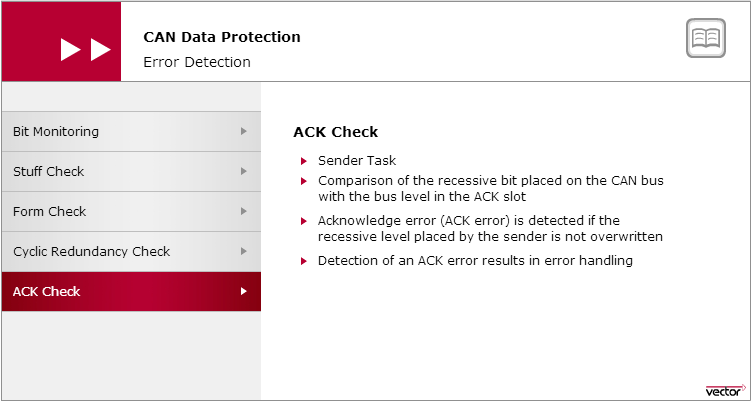 CAN Data Protection
Error Detection
Bit Monitoring
Stuff Check
Form Check
Cyclic Redundancy Check
ACK Check
ACK Check
Sender Task
Comparison of the recessive bit placed on the CAN bus
with the bus level in the ACK slot
Acknowledge error (ACK error) is detected if the
recessive level placed by the sender is not overwritten
Detection of an ACK error results in error handling
vector